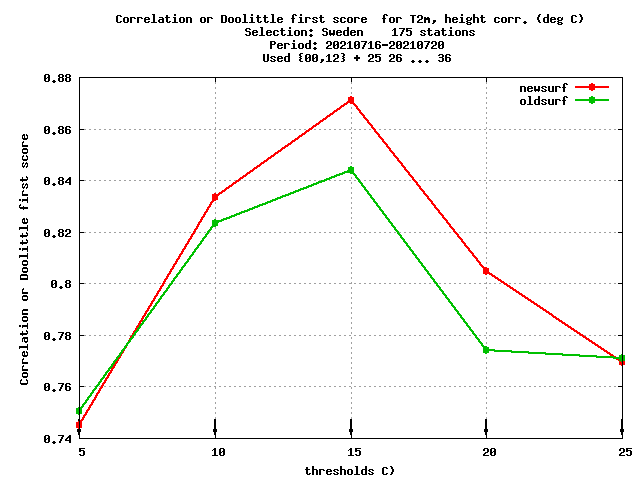 Correlation or Doolittle first score  for T2m, height corr. (deg C)
Selection: Sweden    175 stations
Period: 20210716-20210720
Used {00,12} + 25 26 ... 36
newsurf
oldsurf
Correlation or Doolittle first score
0.88
0.86
0.84
0.82
0.8
0.78
0.76
0.74
5 10 15 20 25
thresholds C)